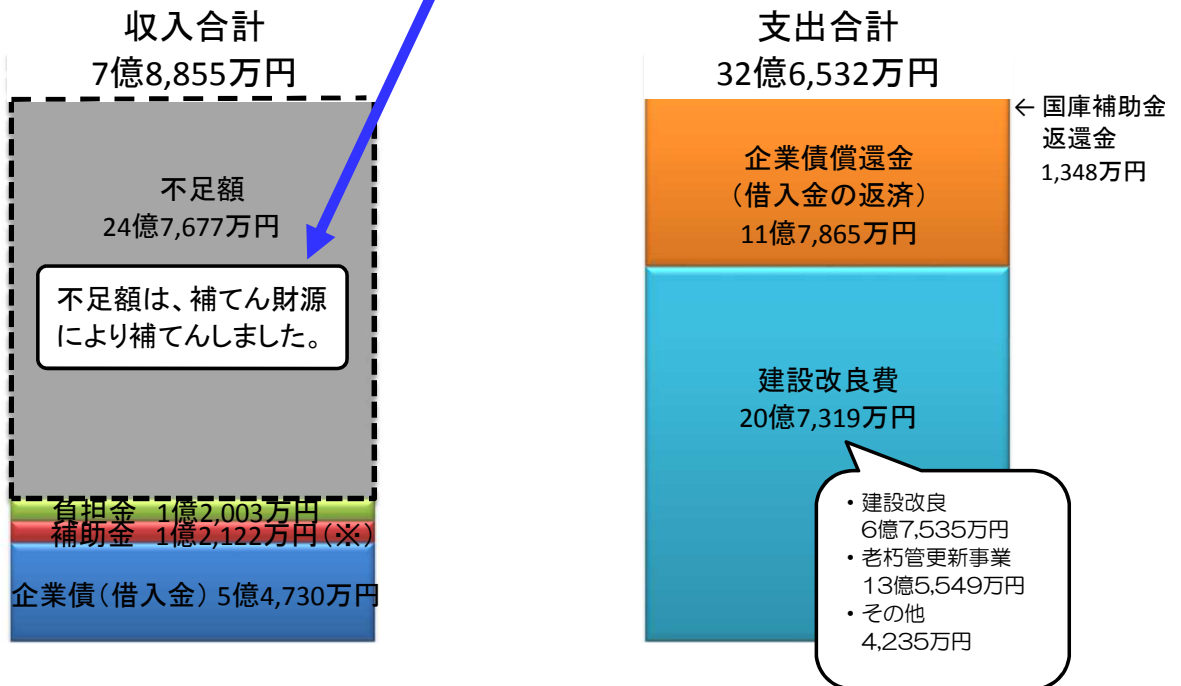 収入合計
7億8,855万円
不足額
24億7,677万円
不足額は、補てん財源
により補てんしました。
負担金 1億2,003万円
補助金 1億2,122万円(※)
企業債(借入金) 5億4,730万円
支出合計
32億6,532万円
← 国庫補助金
返還金
1,348万円
企業債償還金
(借入金の返済)
11億7,865万円
建設改良費
20億7,319万円
・建設改良
6億7,535万円
・老朽管更新事業
13億5,549万円
・その他
4,235万円